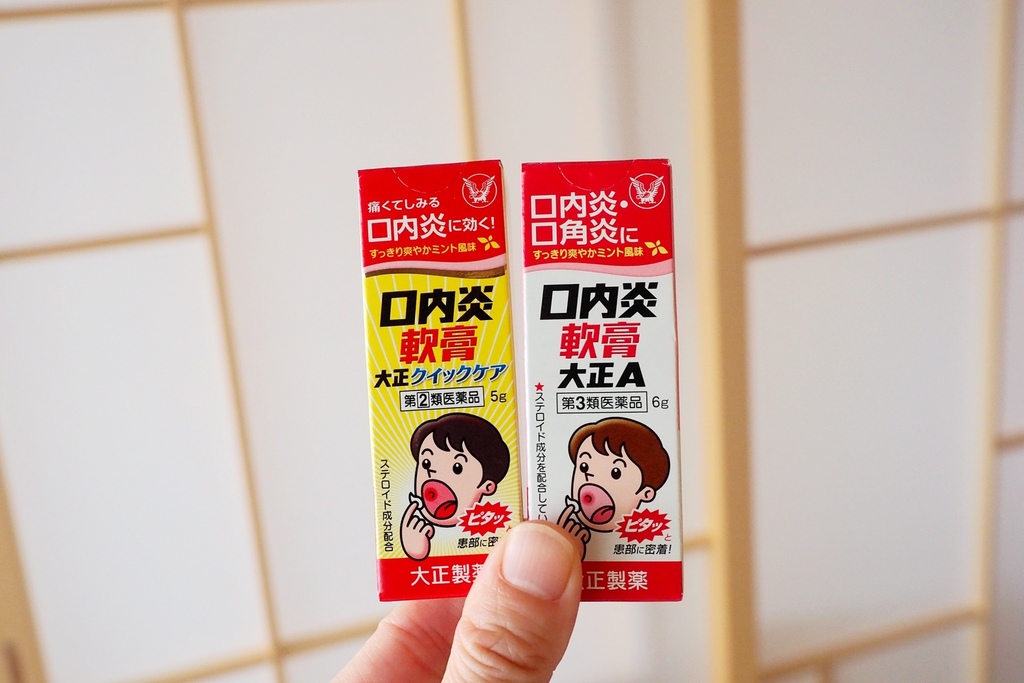 痛くてしみる
口内炎に効く!
すっきり爽やかミント風味
口内炎
軟膏
大正クイックケア
第②類医薬品 5g
ステロイド成分配合
ピタッと
患部に密
大正製薬
口内炎・
口角炎に
すっきり爽やかミント風味
口内炎
軟膏
大正A
第3類医薬品 6g
★ステロイド成分を配合してい
ピタッと
患部に密着!
大正製薬